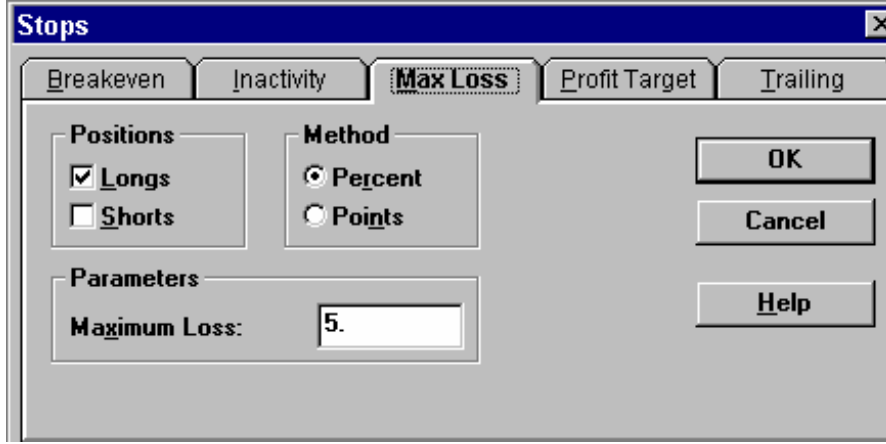 Stops
Breakeven Inactivity Max Loss Profit Target Trailing
Positions Method
Longs Percent OK
Shorts Points Cancel
Parameters
Maximum Loss: 5. Help